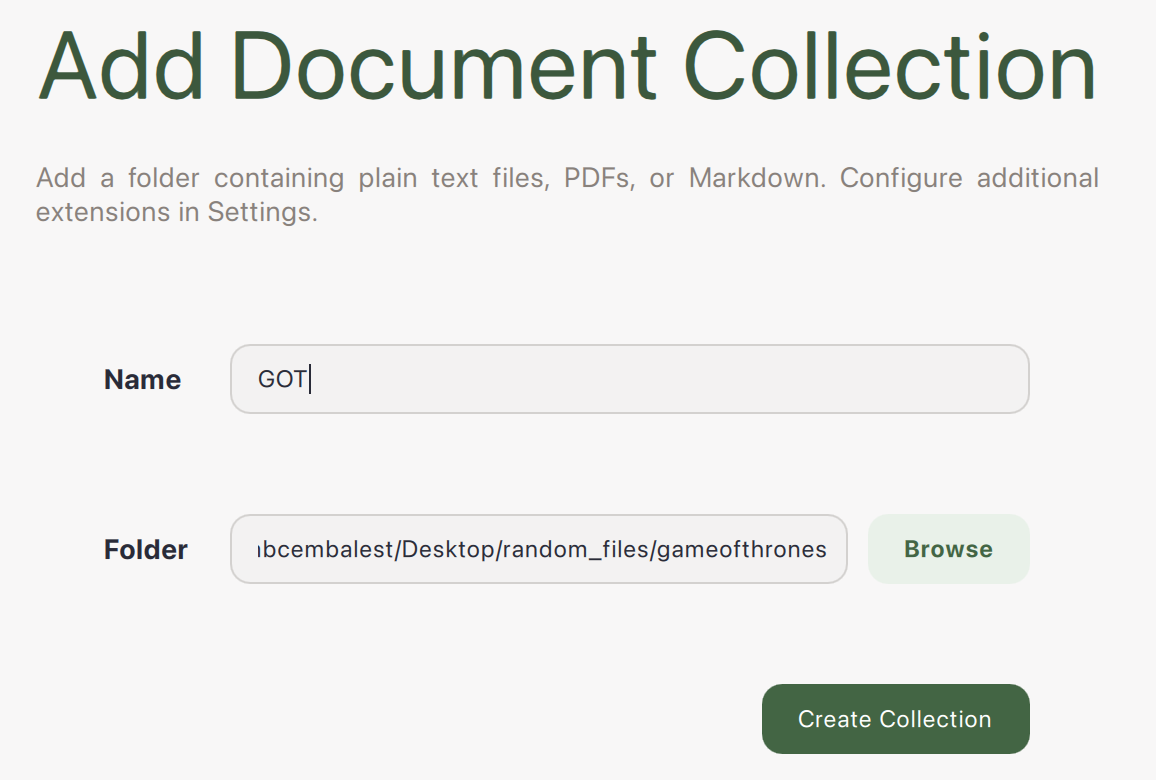 Add Document Collection
Add a folder containing plain text files, PDFs, or Markdown. Configure additional
extensions in Settings.
Name
GOT
Folder
bcembalest/Desktop/random_files/gameofthrones
Browse
Create Collection